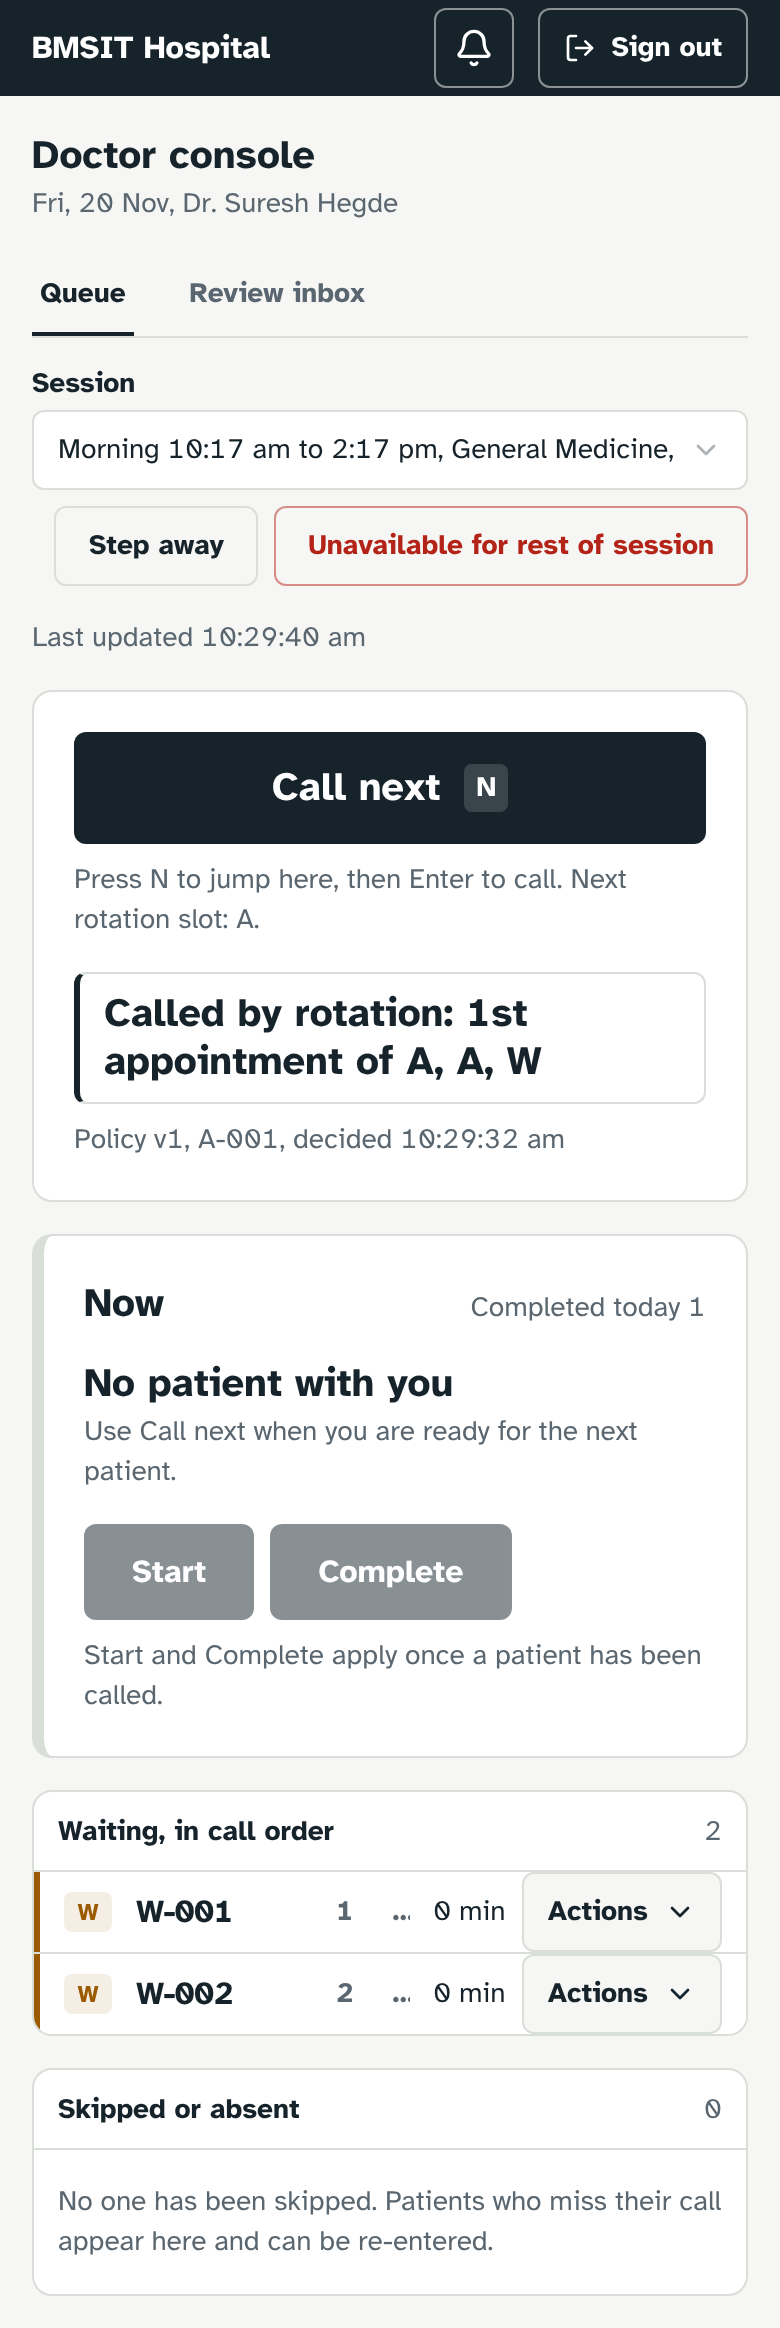 BMSIT Hospital
Sign out
Doctor console
Fri, 20 Nov, Dr. Suresh Hegde
Queue
Review inbox
Session
Morning 10:17 am to 2:17 pm, General Medicine,
Step away
Unavailable for rest of session
Last updated 10:29:40 am
Call next N
Press N to jump here, then Enter to call. Next
rotation slot: A.
Called by rotation: 1st
appointment of A, A, W
Policy v1, A-001, decided 10:29:32 am
Now
Completed today 1
No patient with you
Use Call next when you are ready for the next
patient.
Start
Complete
Start and Complete apply once a patient has been
called.
Waiting, in call order 2
W W-001 1 ... 0 min Actions
W W-002 2 ... 0 min Actions
Skipped or absent 0
No one has been skipped. Patients who miss their call
appear here and can be re-entered.